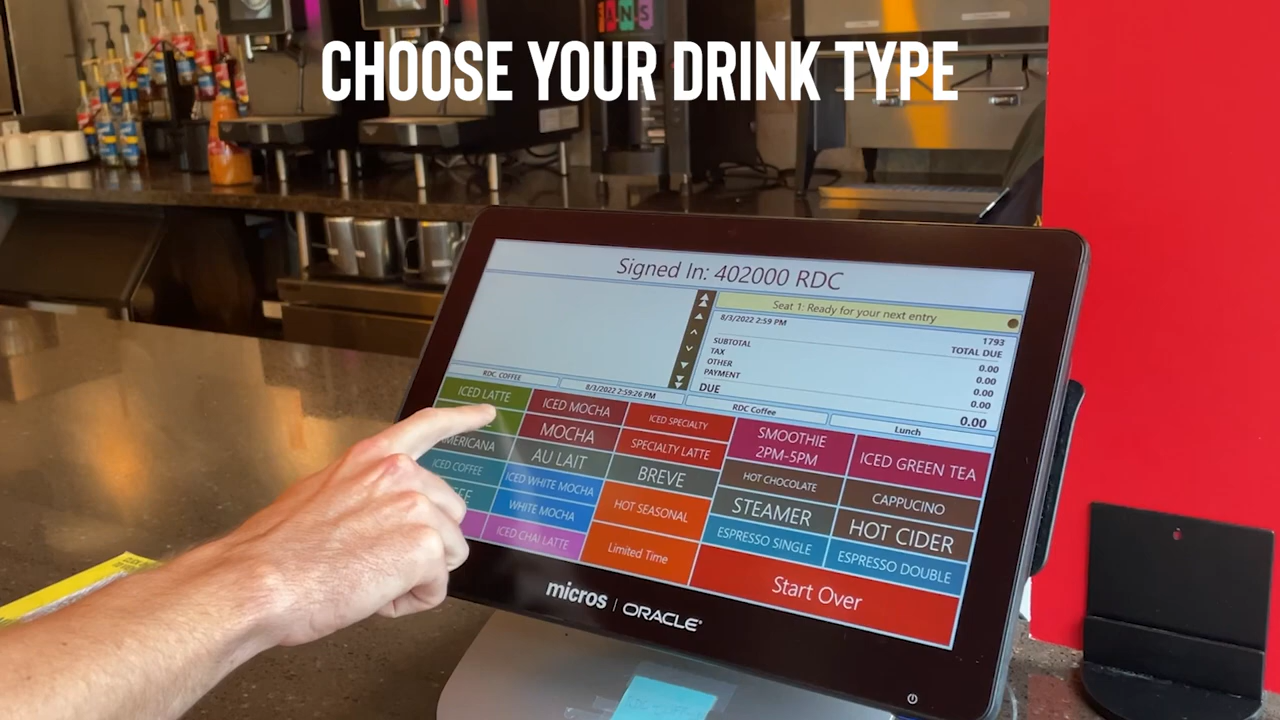 CHOOSE YOUR DRINK TYPE
Signed In: 402000 RDC
Seat 1: Ready for your next entry
8/3/2022 2:59 PM
1793
TOTAL DUE
SUBTOTAL 0.00
TAX 0.00
OTHER 0.00
PAYMENT 0.00
DUE 0.00
RDC. COFFEE
8/3/2022 2:59:26 PM
RDC Coffee
Lunch
ICED LATTE
ICED MOCHA
ICED SPECIALTY
SMOOTHIE
2PM-5PM
ICED GREEN TEA
MOCHA
SPECIALTY LATTE
AU LAIT
BREVE
HOT CHOCOLATE
CAPPUCINO
ICED COFFEE
ICED WHITE MOCHA
HOT SEASONAL
STEAMER
HOT CIDER
WHITE MOCHA
ESPRESSO SINGLE
ESPRESSO DOUBLE
ICED CHAI LATTE
Limited Time
Start Over
micros | ORACLE